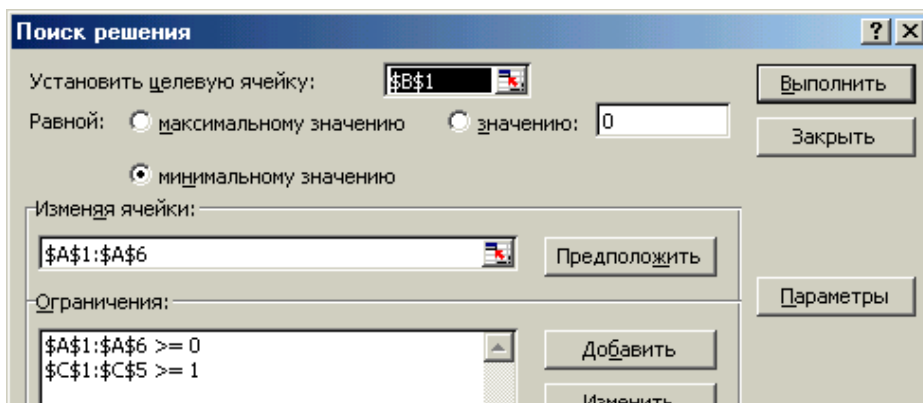 Поиск решения ? ×
Установить целевую ячейку: $B$1 Выполнить
Равной: максимальному значению значению: 0 Закрыть
минимальному значению
Изменяя ячейки:
$A$1:$A$6 Предположить
Ограничения: Параметры
$A$1:$A$6 >= 0 Добавить
$C$1:$C$5 >= 1
Изменить